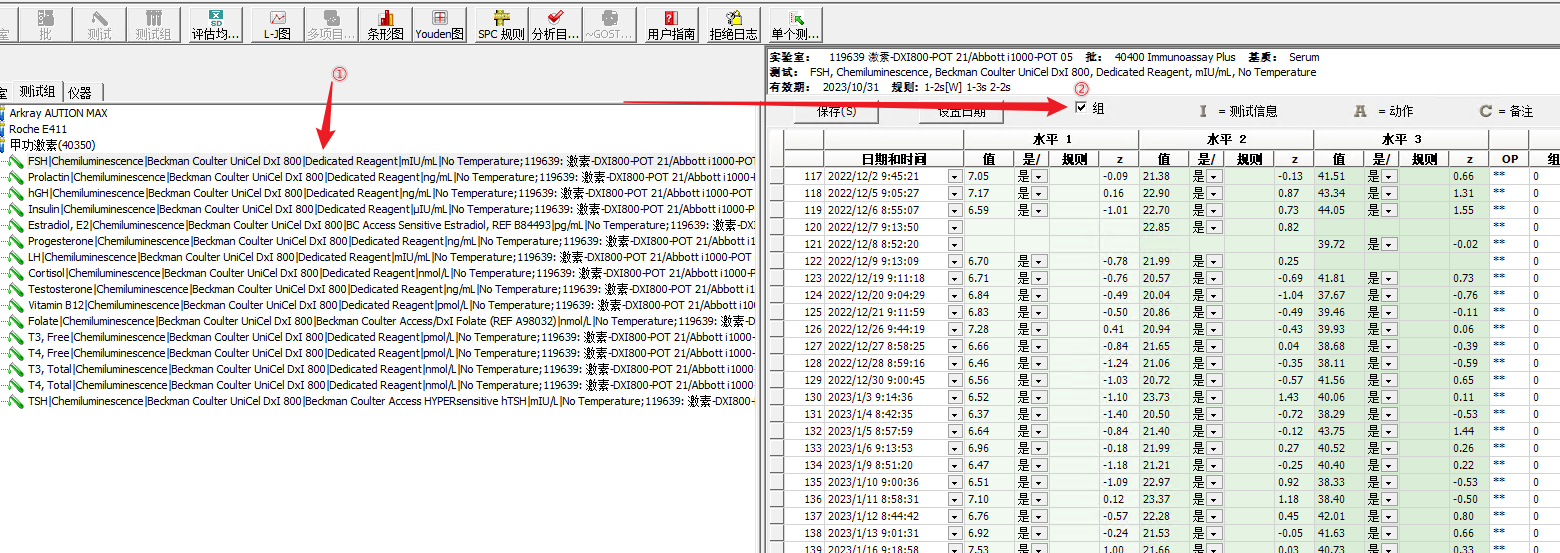 室 批 测试 测试组 评估均... L-J图 多项目... 条形图 Youden图 SPC 规则 分析目... ~GOST... 用户指南 拒绝日志 单个测...
①
室 测试组 仪器
Arkray AUTION MAX
Roche E411
甲功激素(40350)
FSH|Chemiluminescence|Beckman Coulter UniCel DxI 800|Dedicated Reagent|mIU/mL|No Temperature;119639: 激素-DXI800-POT 21/Abbott i1000-POT
Prolactin|Chemiluminescence|Beckman Coulter UniCel DxI 800|Dedicated Reagent|ng/mL|No Temperature;119639: 激素-DXI800-POT 21/Abbott i1000-
hGH|Chemiluminescence|Beckman Coulter UniCel DxI 800|Dedicated Reagent|ng/mL|No Temperature;119639: 激素-DXI800-POT 21/Abbott i1000-POT
Insulin|Chemiluminescence|Beckman Coulter UniCel DxI 800|Dedicated Reagent|µIU/mL|No Temperature;119639: 激素-DXI800-POT 21/Abbott i1000-P
Estradiol, E2|Chemiluminescence|Beckman Coulter UniCel DxI 800|BC Access Sensitive Estradiol, REF B84493|pg/mL|No Temperature;119639: 激素-
Progesterone|Chemiluminescence|Beckman Coulter UniCel DxI 800|Dedicated Reagent|ng/mL|No Temperature;119639: 激素-DXI800-POT 21/Abbott i1
LH|Chemiluminescence|Beckman Coulter UniCel DxI 800|Dedicated Reagent|mIU/mL|No Temperature;119639: 激素-DXI800-POT 21/Abbott i1000-POT
Cortisol|Chemiluminescence|Beckman Coulter UniCel DxI 800|Dedicated Reagent|nmol/L|No Temperature;119639: 激素-DXI800-POT 21/Abbott i1000-P
Testosterone|Chemiluminescence|Beckman Coulter UniCel DxI 800|Dedicated Reagent|ng/mL|No Temperature;119639: 激素-DXI800-POT 21/Abbott i10
Vitamin B12|Chemiluminescence|Beckman Coulter UniCel DxI 800|Dedicated Reagent|pmol/L|No Temperature;119639: 激素-DXI800-POT 21/Abbott i100
Folate|Chemiluminescence|Beckman Coulter UniCel DxI 800|Beckman Coulter Access/DxI Folate (REF A98032)|nmol/L|No Temperature;119639: 激素-D
T3, Free|Chemiluminescence|Beckman Coulter UniCel DxI 800|Dedicated Reagent|pmol/L|No Temperature;119639: 激素-DXI800-POT 21/Abbott i1000-
T4, Free|Chemiluminescence|Beckman Coulter UniCel DxI 800|Dedicated Reagent|pmol/L|No Temperature;119639: 激素-DXI800-POT 21/Abbott i1000-
T3, Total|Chemiluminescence|Beckman Coulter UniCel DxI 800|Dedicated Reagent|nmol/L|No Temperature;119639: 激素-DXI800-POT 21/Abbott i1000
T4, Total|Chemiluminescence|Beckman Coulter UniCel DxI 800|Dedicated Reagent|nmol/L|No Temperature;119639: 激素-DXI800-POT 21/Abbott i1000
TSH|Chemiluminescence|Beckman Coulter UniCel DxI 800|Beckman Coulter Access HYPERsensitive hTSH|mIU/L|No Temperature;119639: 激素-DXI800-
实验室: 119639 激素-DXI800-POT 21/Abbott i1000-POT 05 批: 40400 Immunoassay Plus 基质: Serum
测试: FSH, Chemiluminescence, Beckman Coulter UniCel DxI 800, Dedicated Reagent, mIU/mL, No Temperature
有效期: 2023/10/31 规则: 1-2s[W] 1-3s 2-2s
②
保存(S) 设置日期 组 I = 测试信息 A = 动作 C = 备注
水平 1 水平 2 水平 3
日期和时间 值 是/ 规则 z 值 是/ 规则 z 值 是/ 规则 z OP 组
117 2022/12/2 9:45:21 7.05 是 -0.09 21.38 是 -0.13 41.51 是 0.66 ** 0
118 2022/12/5 9:05:27 7.17 是 0.16 22.90 是 0.87 43.34 是 1.31 ** 0
119 2022/12/6 8:55:07 6.59 是 -1.01 22.70 是 0.73 44.05 是 1.55 ** 0
120 2022/12/7 9:13:50 22.85 是 0.82 ** 0
121 2022/12/8 8:52:20 39.72 是 -0.02 ** 0
122 2022/12/9 9:13:09 6.70 是 -0.78 21.99 是 0.25 ** 0
123 2022/12/19 9:11:18 6.71 是 -0.76 20.57 是 -0.69 41.81 是 0.73 ** 0
124 2022/12/20 9:04:29 6.84 是 -0.49 20.04 是 -1.04 37.67 是 -0.76 ** 0
125 2022/12/21 9:11:59 6.83 是 -0.50 20.86 是 -0.49 39.46 是 -0.11 ** 0
126 2022/12/26 9:44:19 7.28 是 0.41 20.94 是 -0.43 39.93 是 0.06 ** 0
127 2022/12/27 8:58:25 6.66 是 -0.84 21.65 是 0.04 38.68 是 -0.39 ** 0
128 2022/12/28 8:59:16 6.46 是 -1.24 21.06 是 -0.35 38.11 是 -0.59 ** 0
129 2022/12/30 9:00:45 6.56 是 -1.03 20.72 是 -0.57 41.56 是 0.65 ** 0
130 2023/1/3 9:14:36 6.52 是 -1.10 23.73 是 1.43 40.06 是 0.11 ** 0
131 2023/1/4 8:42:35 6.37 是 -1.40 20.50 是 -0.72 38.29 是 -0.53 ** 0
132 2023/1/5 8:57:59 6.64 是 -0.84 21.40 是 -0.12 43.75 是 1.44 ** 0
133 2023/1/6 9:13:53 6.96 是 -0.18 21.99 是 0.27 40.52 是 0.26 ** 0
134 2023/1/9 8:51:20 6.47 是 -1.18 21.21 是 -0.25 40.40 是 0.22 ** 0
135 2023/1/10 9:00:36 6.51 是 -1.09 22.97 是 0.92 38.33 是 -0.53 ** 0
136 2023/1/11 8:58:31 7.10 是 0.12 23.37 是 1.18 38.40 是 -0.50 ** 0
137 2023/1/12 8:44:42 6.76 是 -0.57 22.28 是 0.45 42.01 是 0.80 ** 0
138 2023/1/13 9:01:31 6.92 是 -0.24 21.53 是 -0.05 41.63 是 0.66 ** 0
139 2023/1/16 9:18:58 7.53 是 1.00 21.66 是 0.03 40.73 是 0.33 ** 0